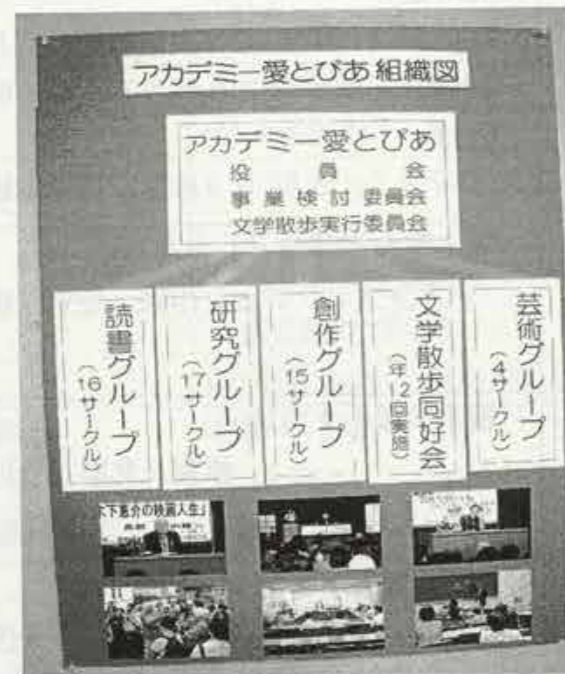 アカデミー愛とぴあ組織図
アカデミー愛とぴあ
役員会
事業検討委員会
文学散歩実行委員会
読書グループ
(16サークル)
研究グループ
(17サークル)
創作グループ
(15サークル)
文学散歩同好会
(年12回実施)
芸術グループ
(4サークル)
木下惠介の映画人生」